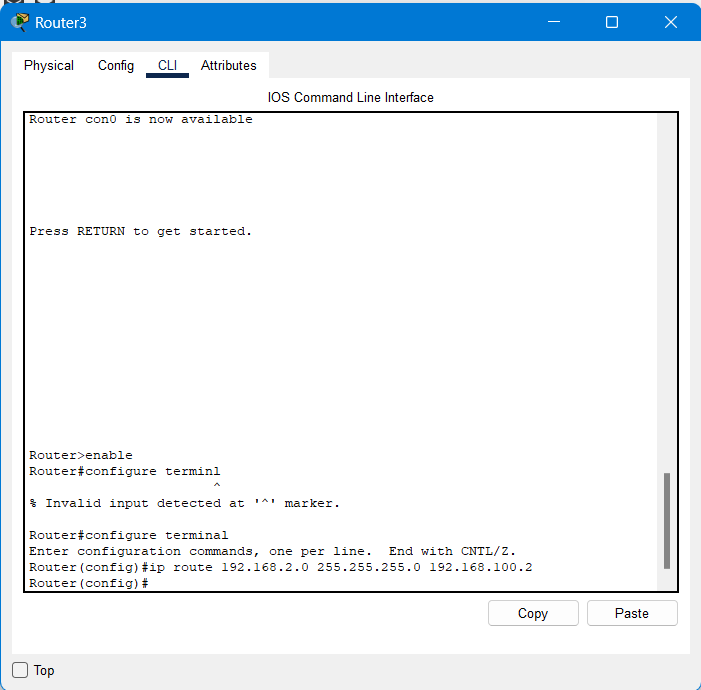 Router3
Physical Config CLI Attributes
IOS Command Line Interface
Router con0 is now available
Press RETURN to get started.
Router>enable
Router#configure terminl
^
% Invalid input detected at '^' marker.
Router#configure terminal
Enter configuration commands, one per line.  End with CNTL/Z.
Router(config)#ip route 192.168.2.0 255.255.255.0 192.168.100.2
Router(config)#
Copy Paste
Top